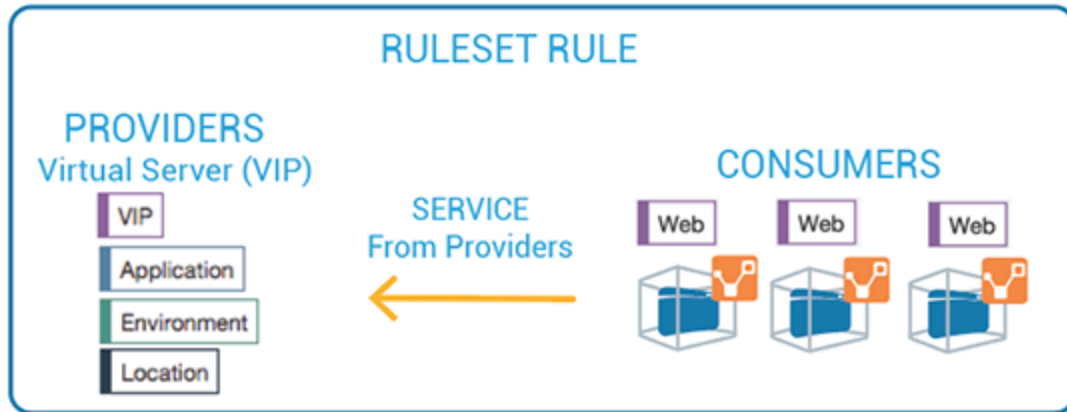 RULESET RULE
PROVIDERS
Virtual Server (VIP)
VIP
Application
Environment
Location
SERVICE
From Providers
CONSUMERS
Web
Web
Web